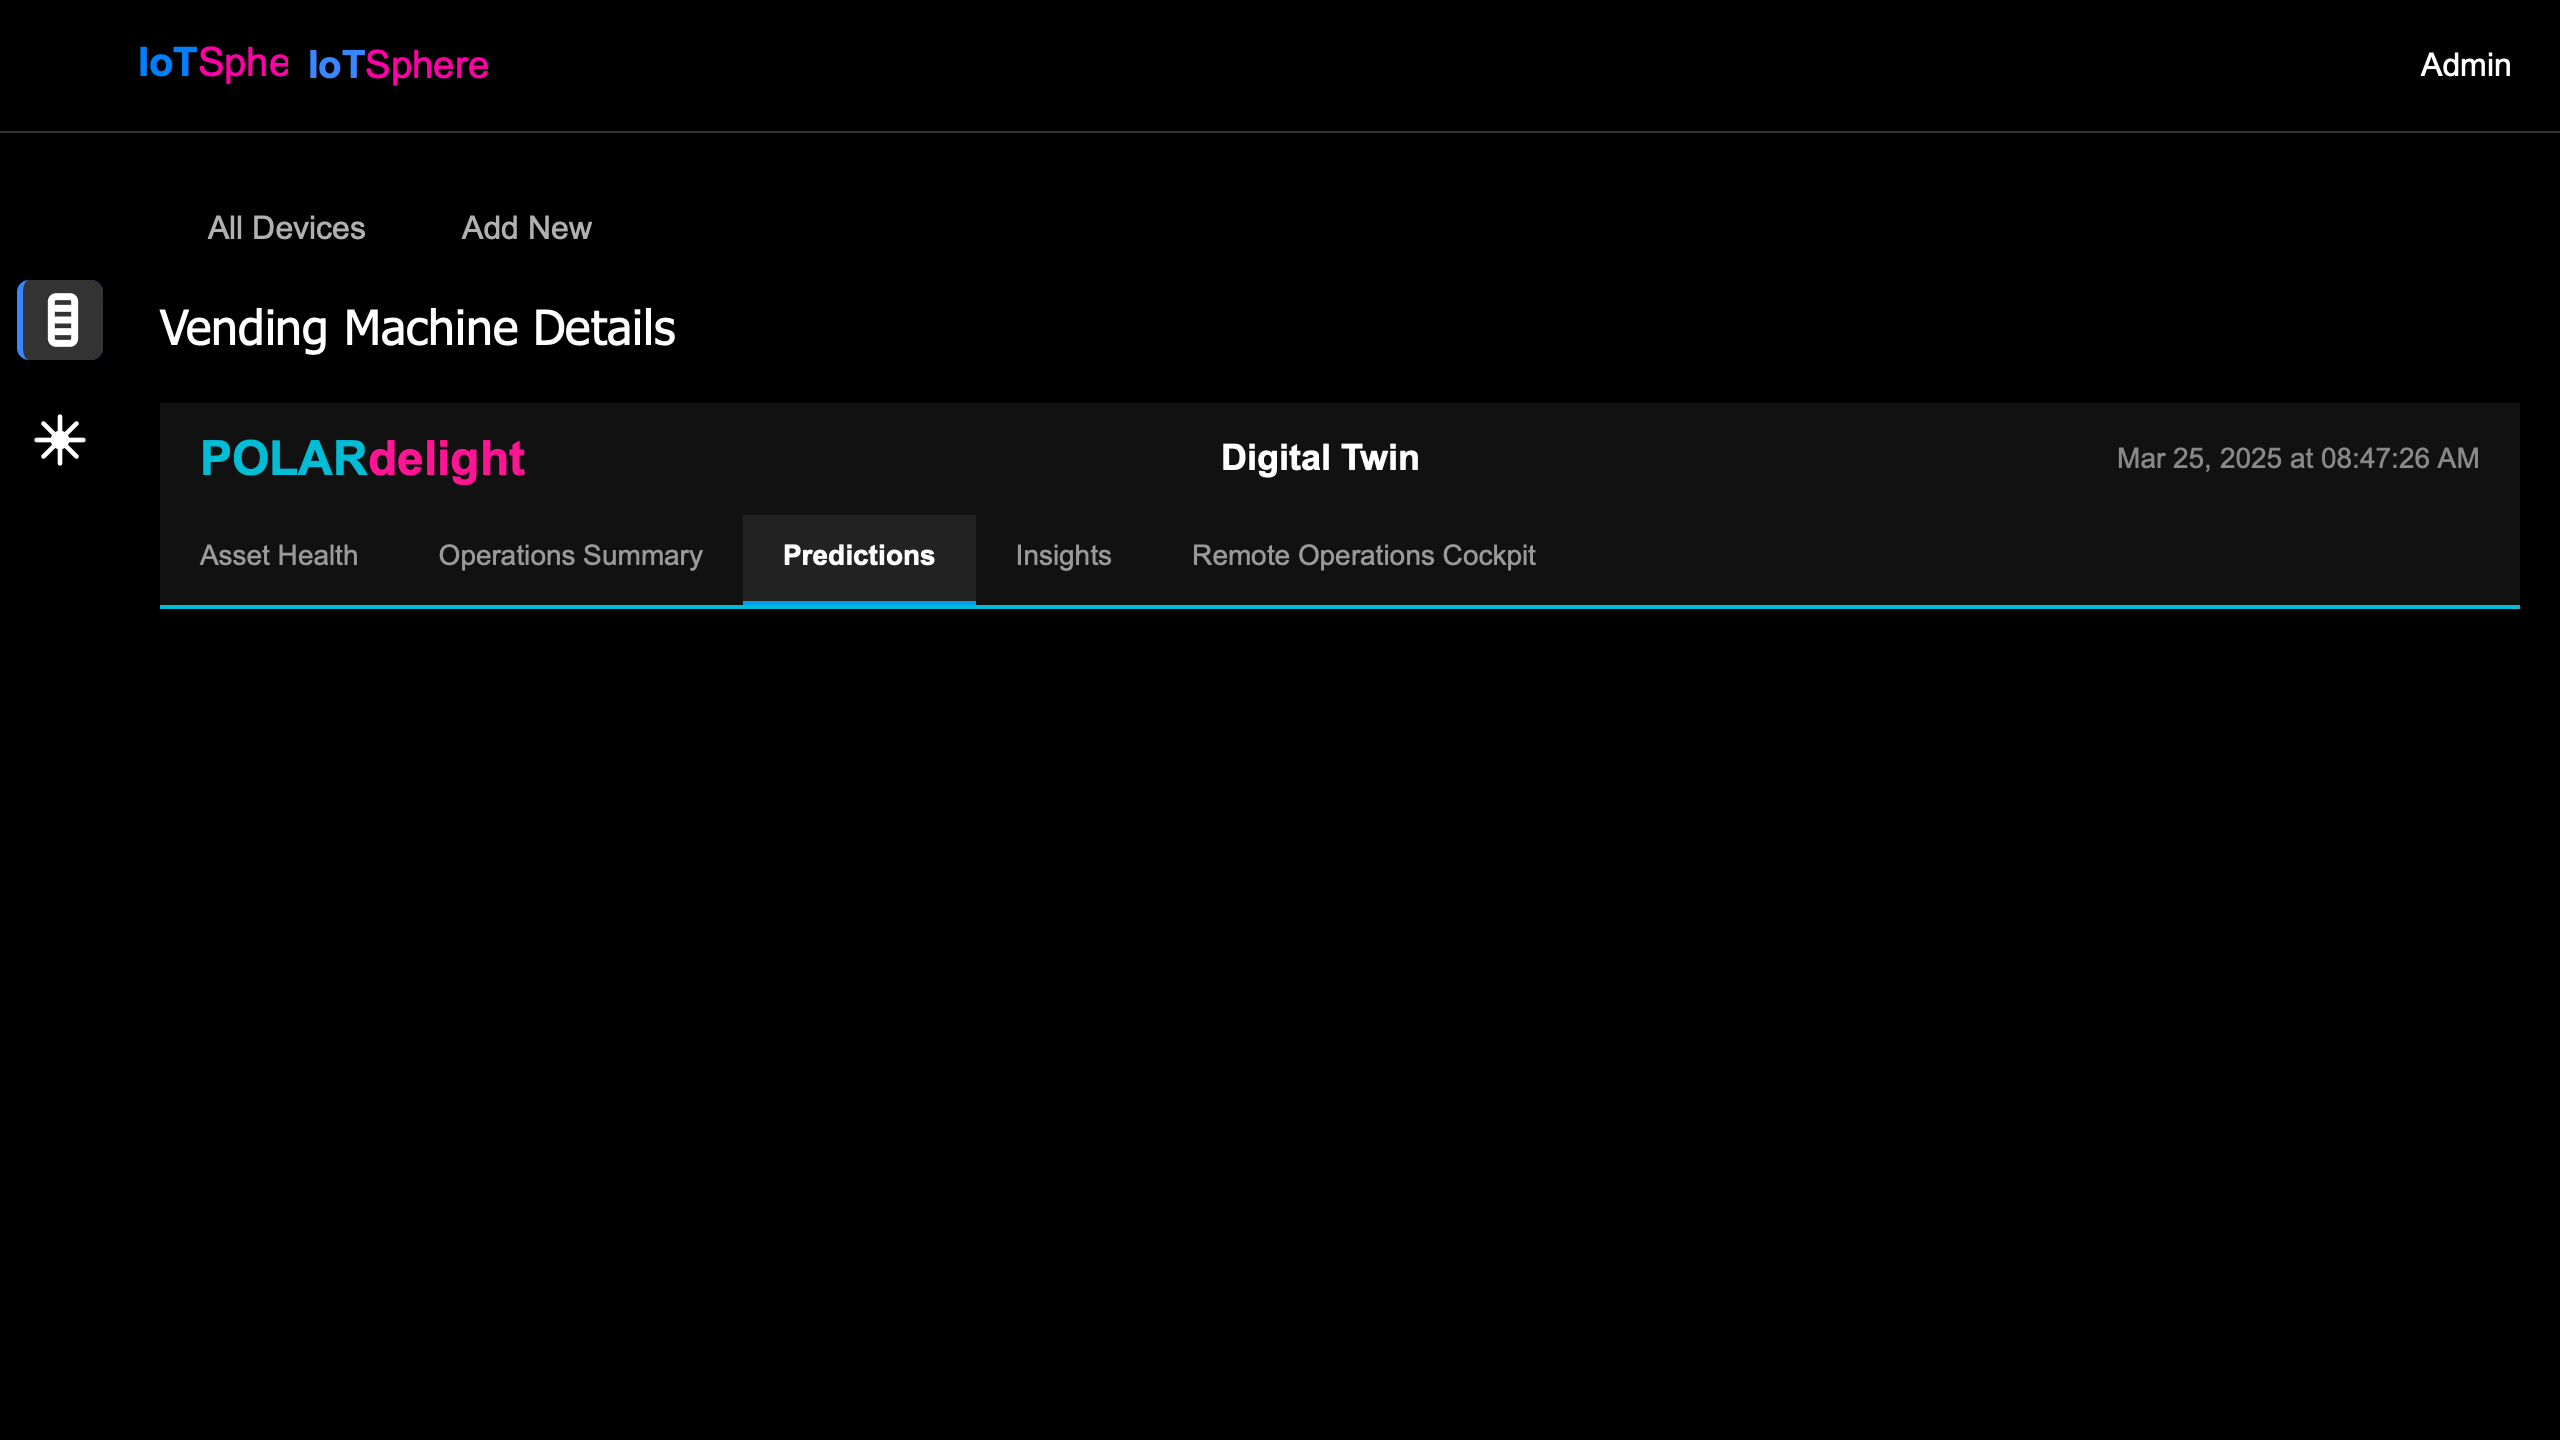 IoTSphe IoTSphere
Admin
All Devices Add New
Vending Machine Details
POLARdelight Digital Twin Mar 25, 2025 at 08:47:26 AM
Asset Health Operations Summary Predictions Insights Remote Operations Cockpit